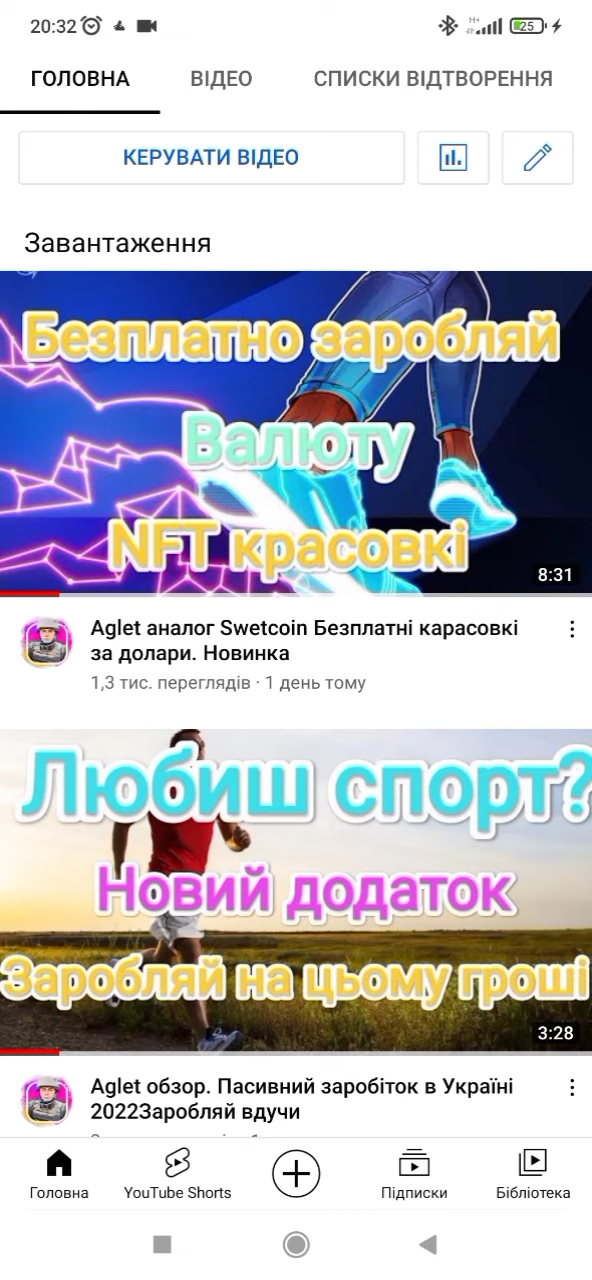 20:32
H+
25
ГОЛОВНА
ВІДЕО
СПИСКИ ВІДТВОРЕННЯ
КЕРУВАТИ ВІДЕО
Завантаження
Безплатно заробляй
Валюту
NFT красовкі
8:31
Aglet аналог Swetcoin Безплатні карасовкі
за долари. Новинка
1,3 тис. переглядів · 1 день тому
Любиш спорт?
Новий додаток
Заробляй на цьому гроші
3:28
Aglet обзор. Пасивний заробіток в Україні
2022Заробляй вдучи
Головна
YouTube Shorts
Підписки
Бібліотека